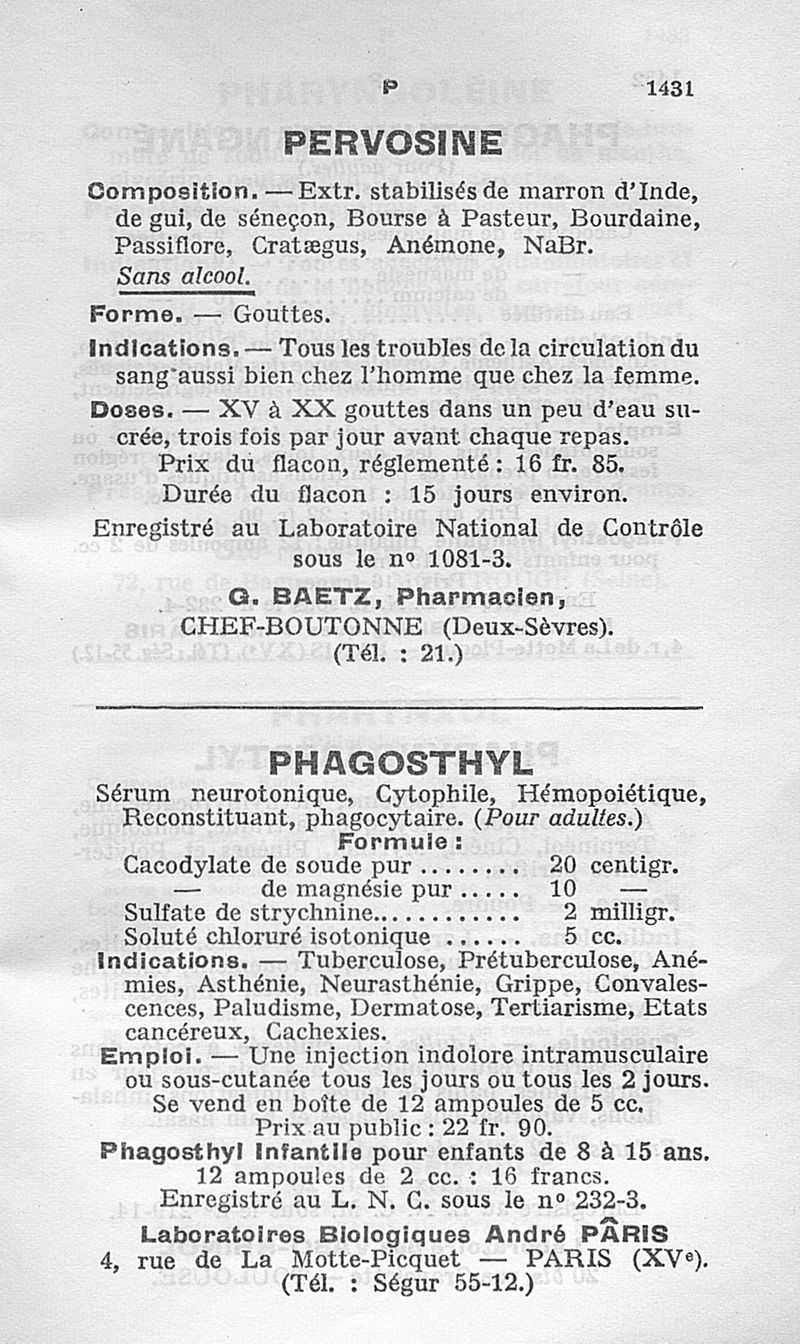 P 1431
PERVOSINE
Composition. — Extr. stabilisés de marron d'Inde,
de gui, de séneçon, Bourse à Pasteur, Bourdaine,
Passiflore, Cratægus, Anémone, NaBr.
Sans alcool.
Forme. — Gouttes.
Indications. — Tous les troubles de la circulation du
sang aussi bien chez l'homme que chez la femme.
Doses. — XV à XX gouttes dans un peu d'eau su-
crée, trois fois par jour avant chaque repas.
Prix du flacon, réglementé : 16 fr. 85.
Durée du flacon : 15 jours environ.
Enregistré au Laboratoire National de Contrôle
sous le nº 1081-3.
G. BAETZ, Pharmacien,
CHEF-BOUTONNE (Deux-Sèvres).
(Tél. : 21.)
PHAGOSTHYL
Sérum neurotonique, Cytophile, Hémopoiétique,
Reconstituant, phagocytaire. (Pour adultes.)
Formule :
Cacodylate de soude pur ........ 20 centigr.
— de magnésie pur ..... 10 —
Sulfate de strychnine............ 2 milligr.
Soluté chloruré isotonique ...... 5 cc.
Indications. — Tuberculose, Prétuberculose, Ané-
mies, Asthénie, Neurasthénie, Grippe, Convales-
cences, Paludisme, Dermatose, Tertiarisme, Etats
cancéreux, Cachexies.
Emploi. — Une injection indolore intramusculaire
ou sous-cutanée tous les jours ou tous les 2 jours.
Se vend en boîte de 12 ampoules de 5 cc.
Prix au public : 22 fr. 90.
Phagosthyl Infantile pour enfants de 8 à 15 ans.
12 ampoules de 2 cc. : 16 francs.
Enregistré au L. N. C. sous le nº 232-3.
Laboratoires Biologiques André PÂRIS
4, rue de La Motte-Picquet — PARIS (XVe).
(Tél. : Ségur 55-12.)